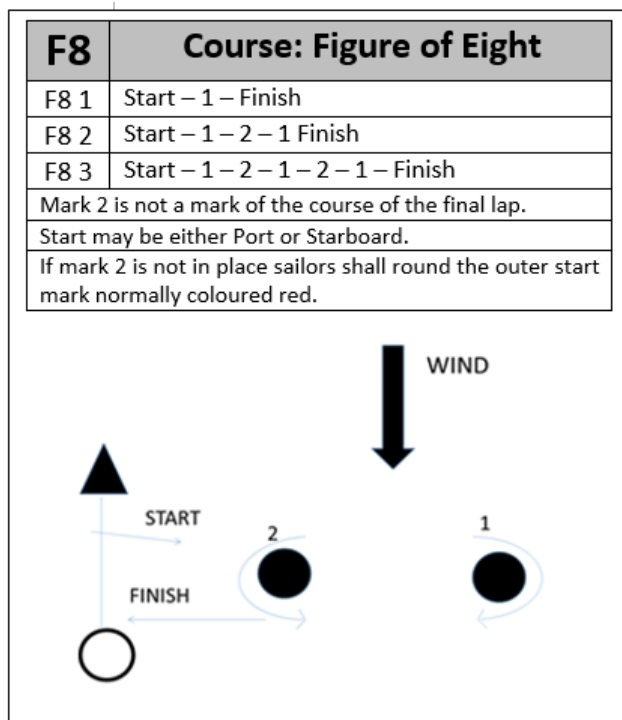 F8 Course: Figure of Eight
F8 1 Start – 1 – Finish
F8 2 Start – 1 – 2 – 1 Finish
F8 3 Start – 1 – 2 – 1 – 2 – 1 – Finish
Mark 2 is not a mark of the course of the final lap.
Start may be either Port or Starboard.
If mark 2 is not in place sailors shall round the outer start
mark normally coloured red.
WIND
START
2
1
FINISH